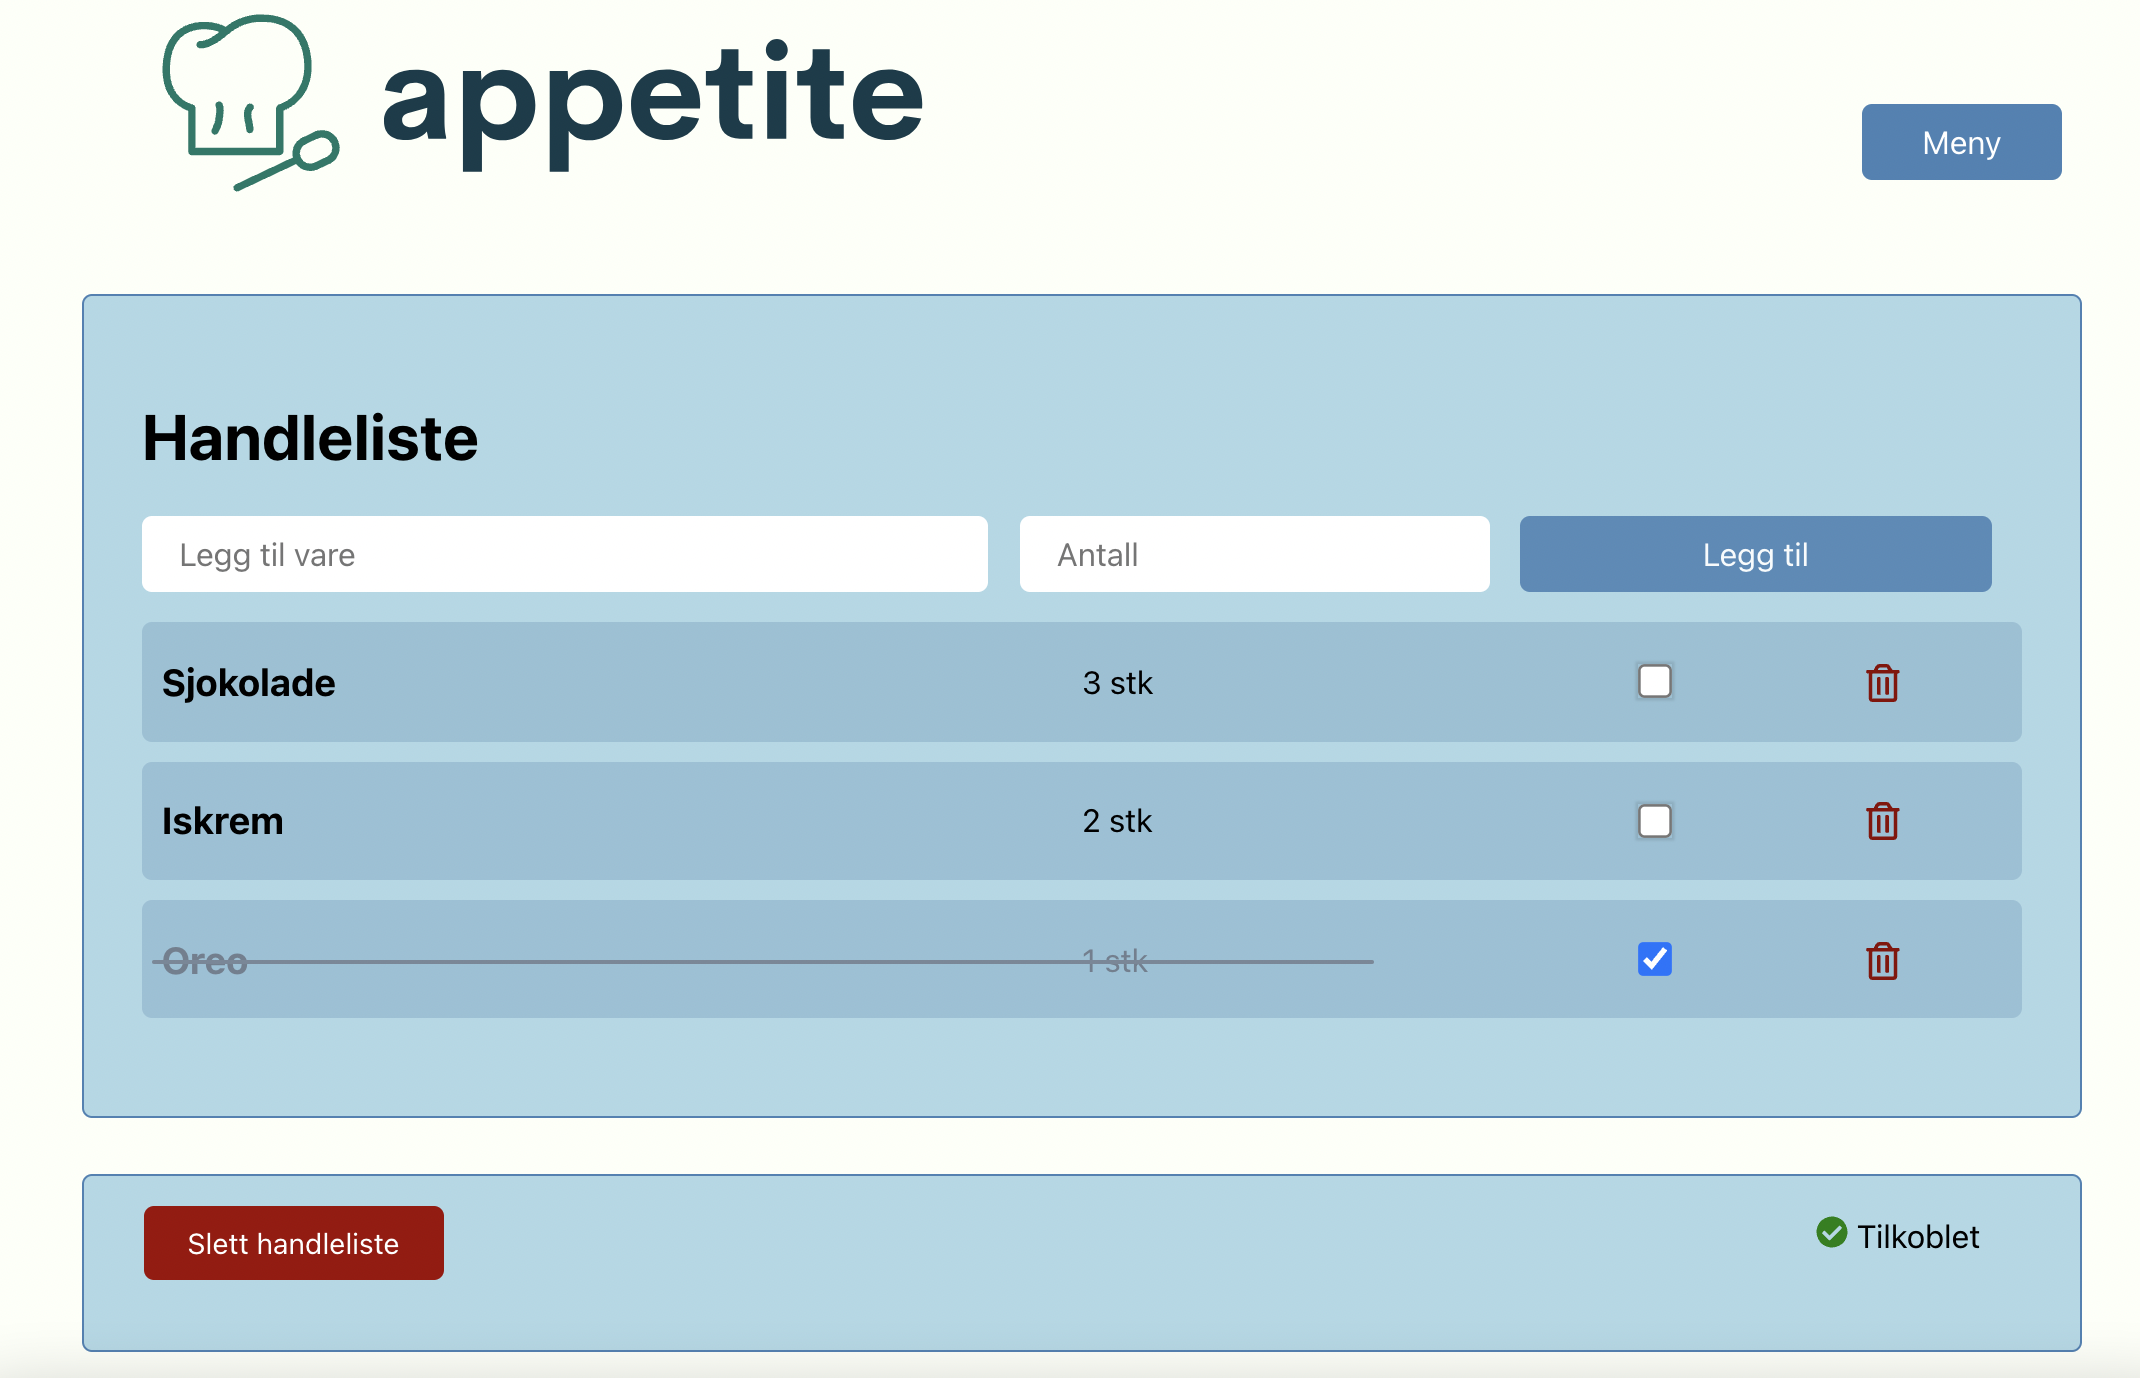 appetite
Meny
Handleliste
Legg til vare Antall Legg til
Sjokolade 3 stk
Iskrem 2 stk
Oreo 1 stk
Slett handleliste Tilkoblet